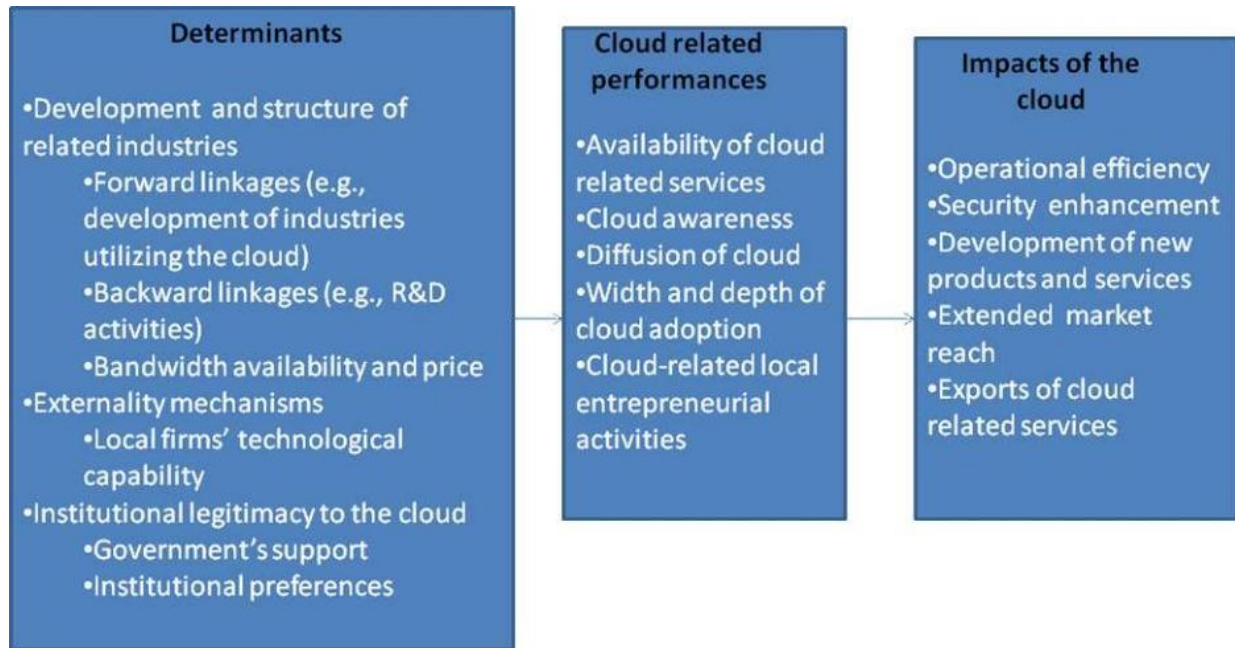 Determinants
•Development and structure of
related industries
•Forward linkages (e.g.,
development of industries
utilizing the cloud)
•Backward linkages (e.g., R&D
activities)
•Bandwidth availability and price
•Externality mechanisms
•Local firms' technological
capability
•Institutional legitimacy to the cloud
•Government's support
•Institutional preferences
Cloud related
performances
•Availability of cloud
related services
•Cloud awareness
•Diffusion of cloud
•Width and depth of
cloud adoption
•Cloud-related local
entrepreneurial
activities
Impacts of the
cloud
•Operational efficiency
•Security enhancement
•Development of new
products and services
•Extended market
reach
•Exports of cloud
related services